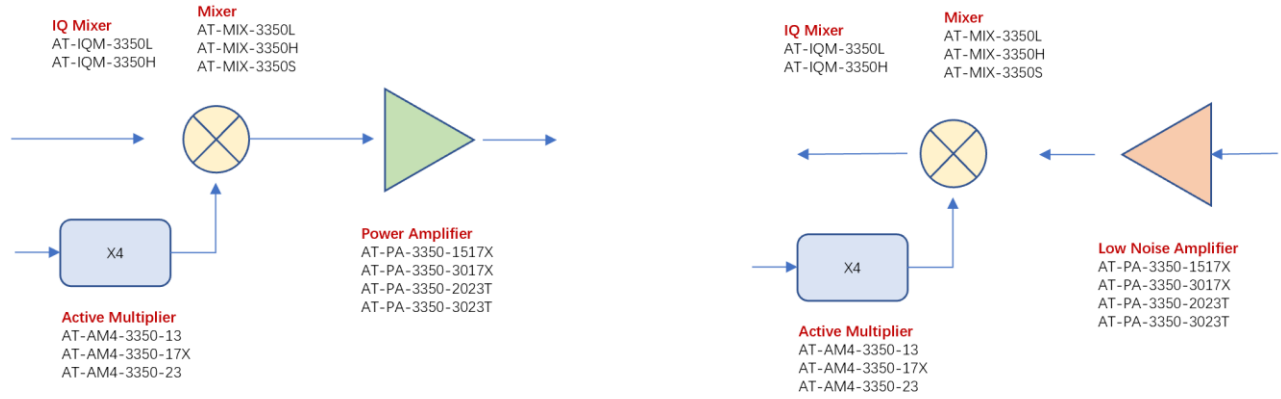 IQ Mixer
AT-IQM-3350L
AT-IQM-3350H
Mixer
AT-MIX-3350L
AT-MIX-3350H
AT-MIX-3350S
X4
Power Amplifier
AT-PA-3350-1517X
AT-PA-3350-3017X
AT-PA-3350-2023T
AT-PA-3350-3023T
Active Multiplier
AT-AM4-3350-13
AT-AM4-3350-17X
AT-AM4-3350-23
IQ Mixer
AT-IQM-3350L
AT-IQM-3350H
Mixer
AT-MIX-3350L
AT-MIX-3350H
AT-MIX-3350S
X4
Low Noise Amplifier
AT-PA-3350-1517X
AT-PA-3350-3017X
AT-PA-3350-2023T
AT-PA-3350-3023T
Active Multiplier
AT-AM4-3350-13
AT-AM4-3350-17X
AT-AM4-3350-23